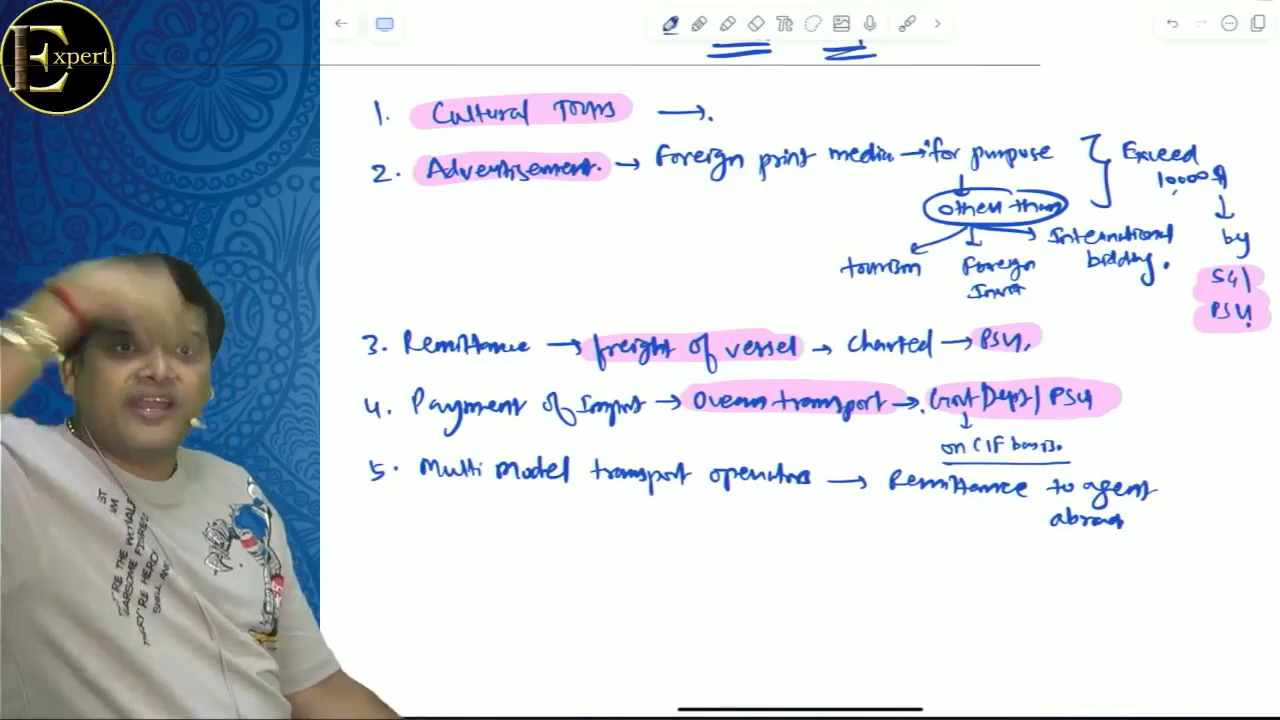 Expert
1. Cultural Tours →.
2. Advertisement. → Foreign print media → for purpose
Exceed
10000 $
other than
by
tourism
Foreign
Invt
International
bidding.
SG/
PSU.
3. Remittance → freight of vessel → Charted → PSU.
4. Payment of Import → Ocean transport → Govt Dept / PSU
on CIF basis.
5. Multi Model transport operators → Remittance to agent
abroad